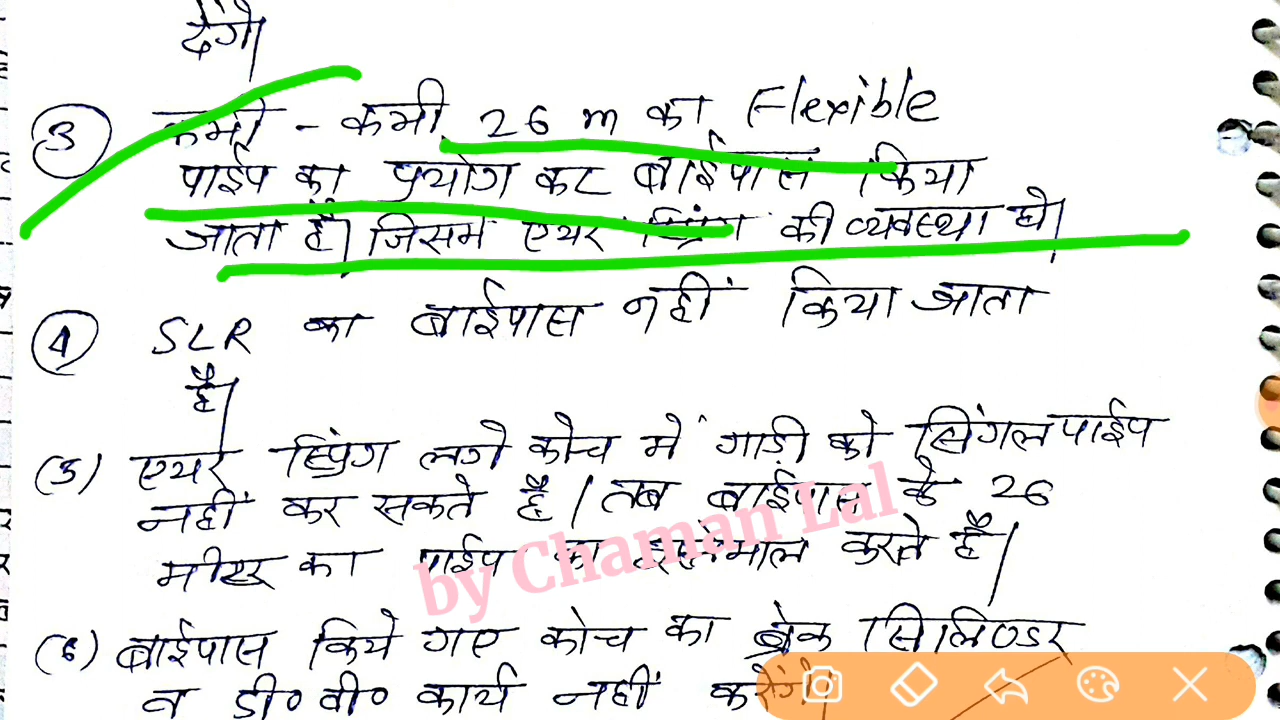 देंगे।
③ कभी - कभी 26 m का Flexible
पाईप का प्रयोग कर बाईपास किया
जाता है। जिसमें एयर स्प्रिंग की व्यवस्था हो।
④ SLR का बाईपास नहीं किया जाता
है।
(5) एयर स्प्रिंग लगे कोच में गाड़ी को सिंगल पाईप
नहीं कर सकते है। तब बाईपास के 26
मीटर का पाईप का इस्तेमाल करते है।
by Chaman Lal
(6) बाईपास किये गए कोच का ब्रेक सिलिण्डर
व डी० वी० कार्य नहीं करेंगे।